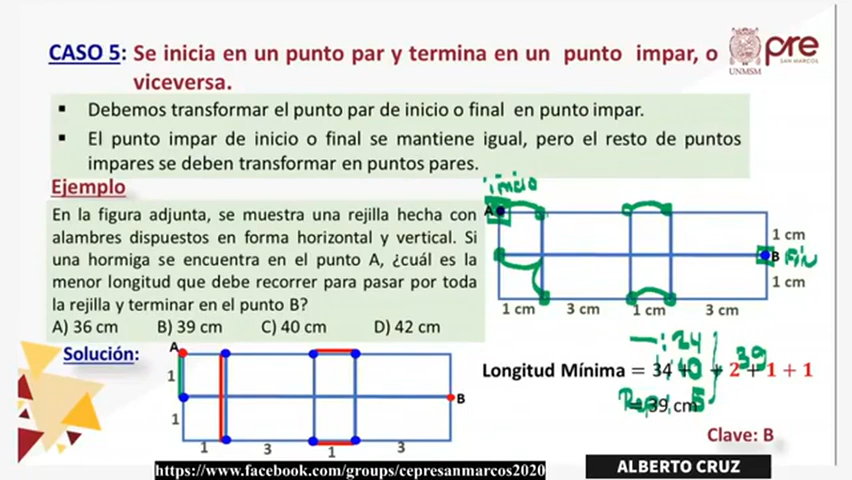 CASO 5: Se inicia en un punto par y termina en un punto impar, o
viceversa.
UNMSM
pre
SAN MARCOS
▪ Debemos transformar el punto par de inicio o final en punto impar.
▪ El punto impar de inicio o final se mantiene igual, pero el resto de puntos
impares se deben transformar en puntos pares.
Ejemplo
En la figura adjunta, se muestra una rejilla hecha con
alambres dispuestos en forma horizontal y vertical. Si
una hormiga se encuentra en el punto A, ¿cuál es la
menor longitud que debe recorrer para pasar por toda
la rejilla y terminar en el punto B?
A) 36 cm B) 39 cm C) 40 cm D) 42 cm
inicio
A
1 cm
B Fin
1 cm
1 cm 3 cm 1 cm 3 cm
Solución:
A
1
B
1
1 3 1 3
: 34
39
Longitud Mínima = 34 + 2 + 1 + 1
Rep: 5
= 39 cm
Clave: B
https://www.facebook.com/groups/cepresanmarcos2020
ALBERTO CRUZ